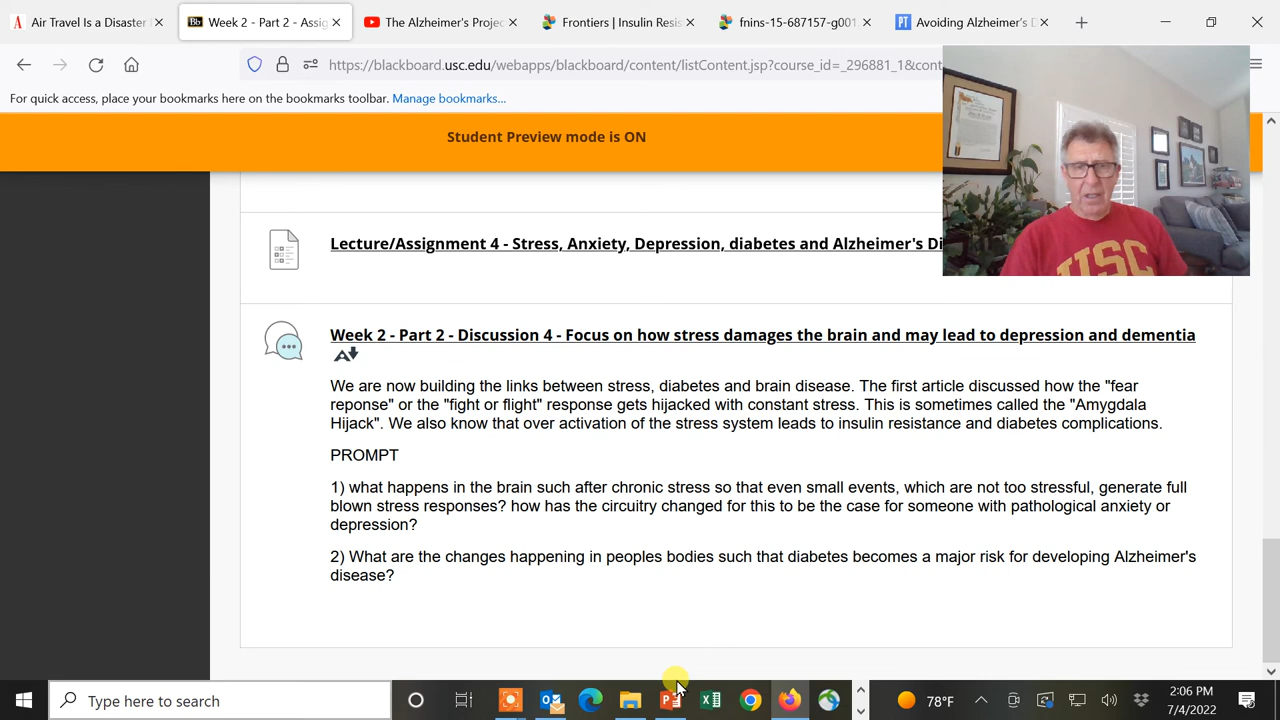 Air Travel Is a Disaster
Week 2 - Part 2 - Assig
The Alzheimer's Projec
Frontiers | Insulin Resis
fnins-15-687157-g001.
Avoiding Alzheimer's D
https://blackboard.usc.edu/webapps/blackboard/content/listContent.jsp?course_id=_296881_1&cont
For quick access, place your bookmarks here on the bookmarks toolbar. Manage bookmarks...
Student Preview mode is ON
Lecture/Assignment 4 - Stress, Anxiety, Depression, diabetes and Alzheimer's Di
USC
Week 2 - Part 2 - Discussion 4 - Focus on how stress damages the brain and may lead to depression and dementia
We are now building the links between stress, diabetes and brain disease. The first article discussed how the "fear
reponse" or the "fight or flight" response gets hijacked with constant stress. This is sometimes called the "Amygdala
Hijack". We also know that over activation of the stress system leads to insulin resistance and diabetes complications.
PROMPT
1) what happens in the brain such after chronic stress so that even small events, which are not too stressful, generate full
blown stress responses? how has the circuitry changed for this to be the case for someone with pathological anxiety or
depression?
2) What are the changes happening in peoples bodies such that diabetes becomes a major risk for developing Alzheimer's
disease?
Type here to search
78°F
2:06 PM
7/4/2022